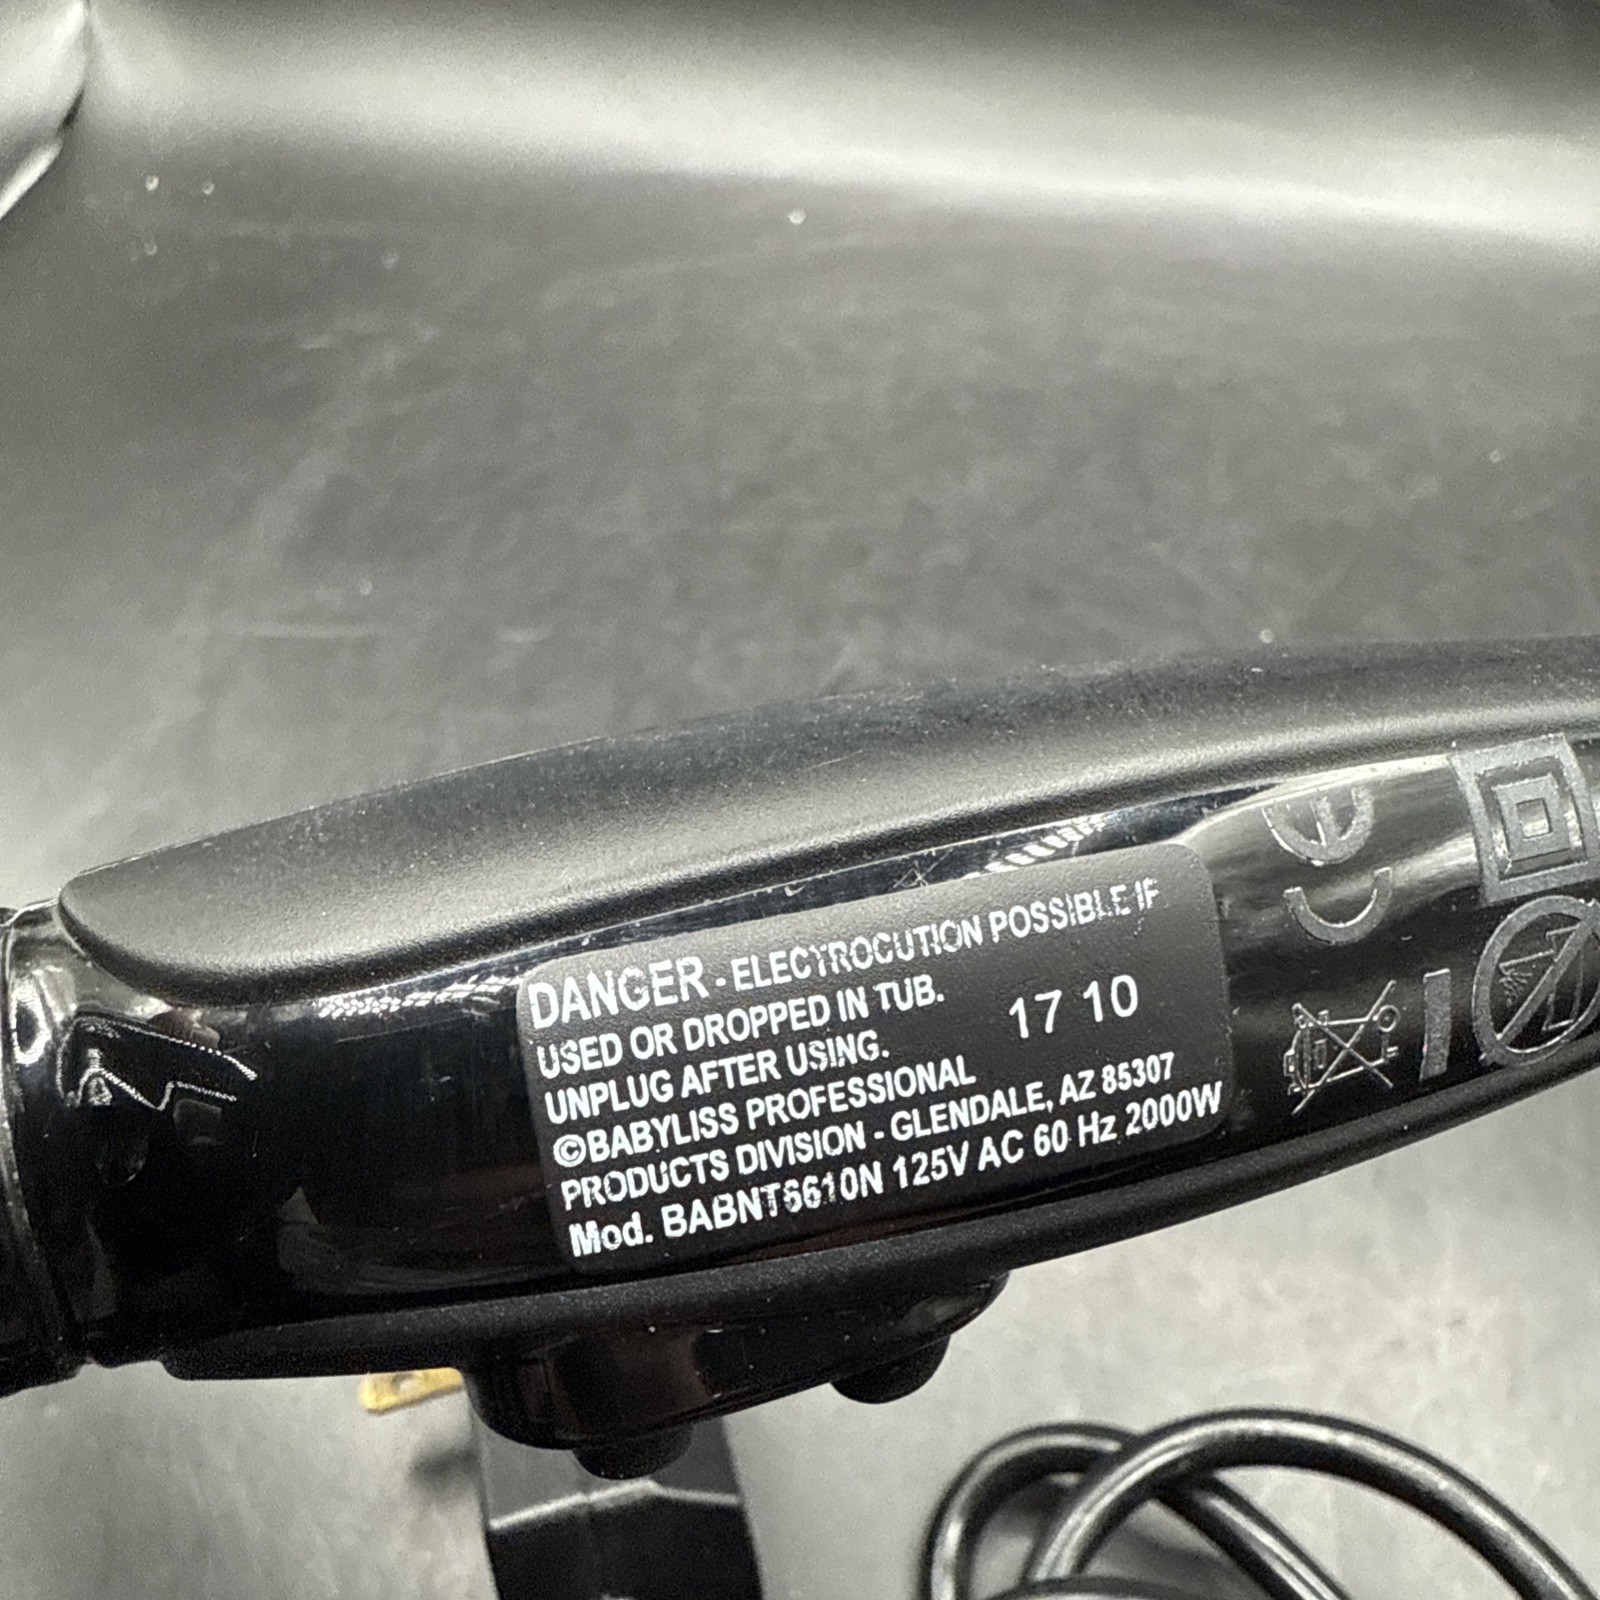 DANGER - ELECTROCUTION POSSIBLE IF
USED OR DROPPED IN TUB.
UNPLUG AFTER USING.
17 10
©BABYLISS PROFESSIONAL
PRODUCTS DIVISION - GLENDALE, AZ 85307
Mod. BABNT6610N 125V AC 60 Hz 2000W
CE